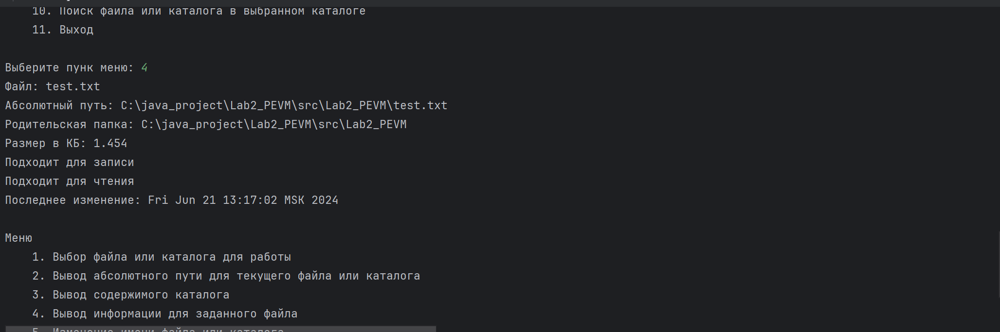 10. Поиск файла или каталога в выбранном каталоге
11. Выход
Выберите пунк меню: 4
Файл: test.txt
Абсолютный путь: C:\java_project\Lab2_PEVM\src\Lab2_PEVM\test.txt
Родительская папка: C:\java_project\Lab2_PEVM\src\Lab2_PEVM
Размер в КБ: 1.454
Подходит для записи
Подходит для чтения
Последнее изменение: Fri Jun 21 13:17:02 MSK 2024
Меню
1. Выбор файла или каталога для работы
2. Вывод абсолютного пути для текущего файла или каталога
3. Вывод содержимого каталога
4. Вывод информации для заданного файла
5. Изменение имени файла или каталога